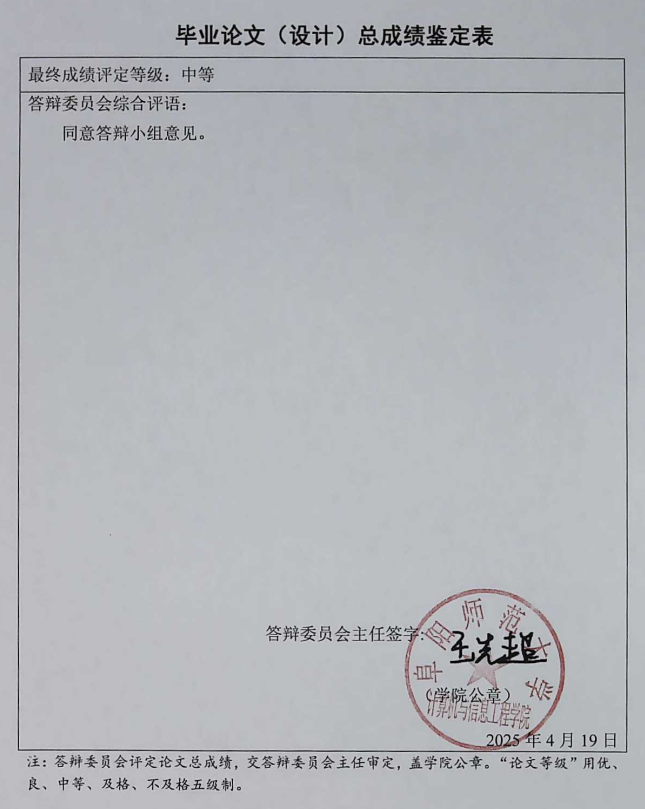 毕业论文（设计）总成绩鉴定表
最终成绩评定等级：中等
答辩委员会综合评语：
同意答辩小组意见。
答辩委员会主任签字：
王先超
阜阳师范大学
（学院公章）
计算机与信息工程学院
2025 年 4 月 19 日
注：答辩委员会评定论文总成绩，交答辩委员会主任审定，盖学院公章。“论文等级”用优、
良、中等、及格、不及格五级制。